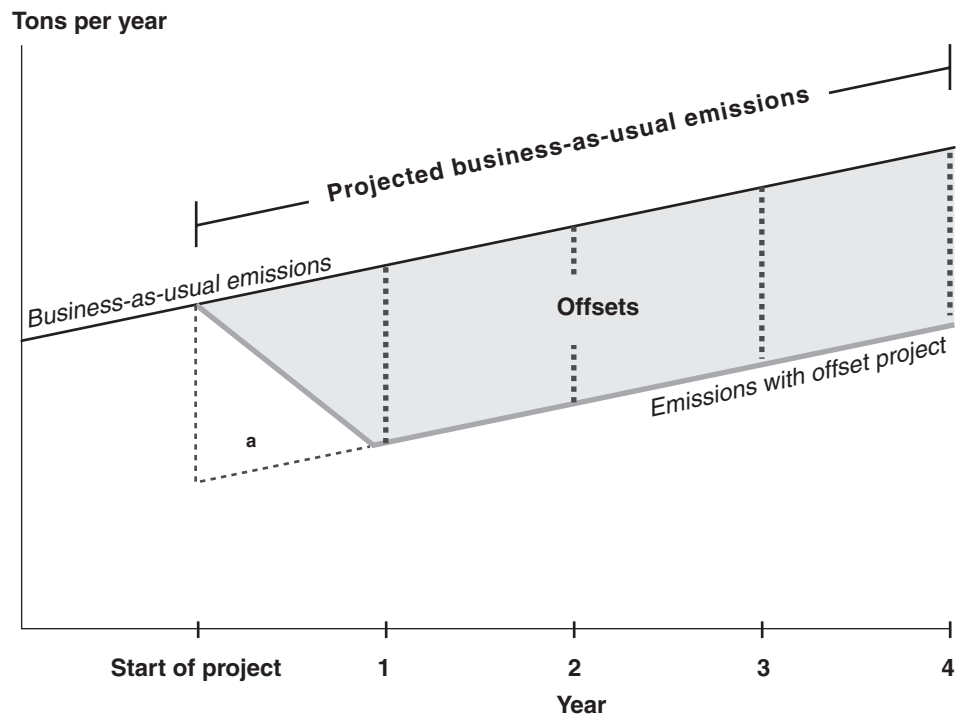 Tons per year
Projected business-as-usual emissions
Business-as-usual emissions
Offsets
Emissions with offset project
a
Start of project 1 2 3 4
Year